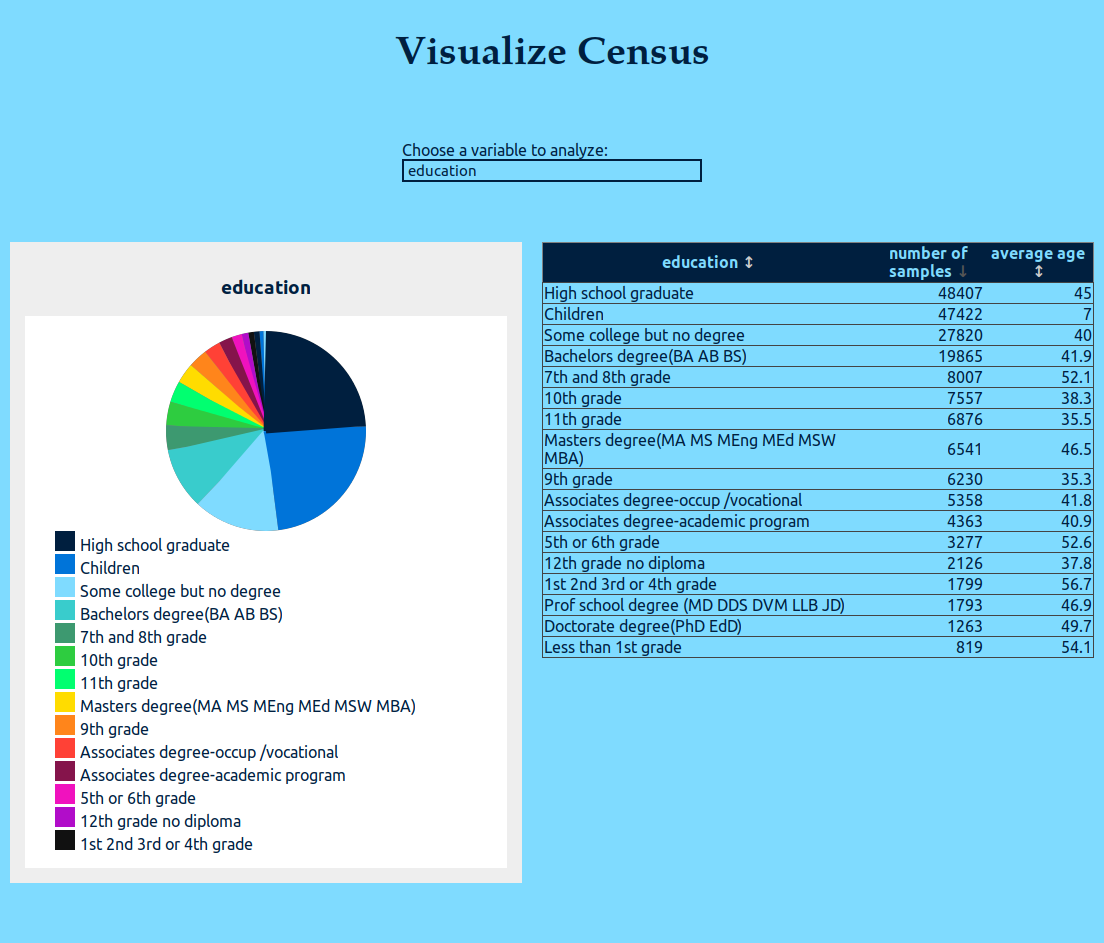 Visualize Census
Choose a variable to analyze:
education
education
High school graduate
Children
Some college but no degree
Bachelors degree(BA AB BS)
7th and 8th grade
10th grade
11th grade
Masters degree(MA MS MEng MEd MSW MBA)
9th grade
Associates degree-occup /vocational
Associates degree-academic program
5th or 6th grade
12th grade no diploma
1st 2nd 3rd or 4th grade
education ↕ number of samples ↓ average age ↕
High school graduate 48407 45
Children 47422 7
Some college but no degree 27820 40
Bachelors degree(BA AB BS) 19865 41.9
7th and 8th grade 8007 52.1
10th grade 7557 38.3
11th grade 6876 35.5
Masters degree(MA MS MEng MEd MSW
MBA) 6541 46.5
9th grade 6230 35.3
Associates degree-occup /vocational 5358 41.8
Associates degree-academic program 4363 40.9
5th or 6th grade 3277 52.6
12th grade no diploma 2126 37.8
1st 2nd 3rd or 4th grade 1799 56.7
Prof school degree (MD DDS DVM LLB JD) 1793 46.9
Doctorate degree(PhD EdD) 1263 49.7
Less than 1st grade 819 54.1